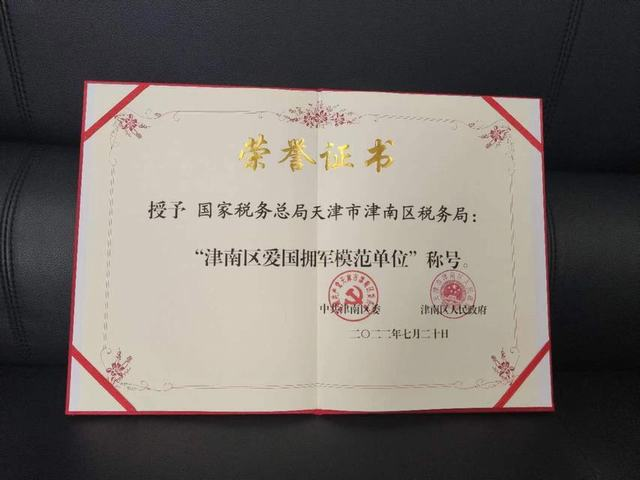 荣誉证书
授予 国家税务总局天津市津南区税务局：
“津南区爱国拥军模范单位”称号。
中共津南区委 津南区人民政府
二〇二二年七月二十日